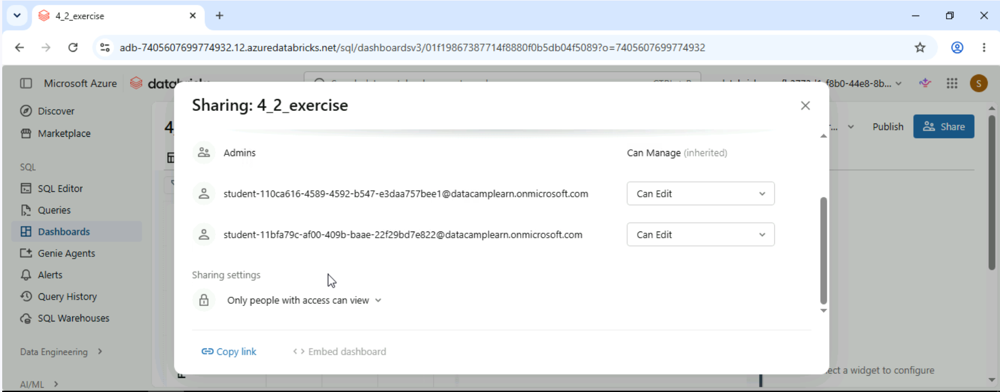 4_2_exercise
adb-7405607699774932.12.azuredatabricks.net/sql/dashboardsv3/01f19867387714f8880f0b5db04f5089?o=7405607699774932
Microsoft Azure
f8b0-44e8-8b...
S
Discover
Marketplace
SQL
SQL Editor
Queries
Dashboards
Genie Agents
Alerts
Query History
SQL Warehouses
Data Engineering
AI/ML
Publish
Share
Sharing: 4_2_exercise
Admins
Can Manage (inherited)
student-110ca616-4589-4592-b547-e3daa757bee1@datacamplearn.onmicrosoft.com
Can Edit
student-11bfa79c-af00-409b-baae-22f29bd7e822@datacamplearn.onmicrosoft.com
Can Edit
Sharing settings
Only people with access can view
Copy link
Embed dashboard
a widget to configure